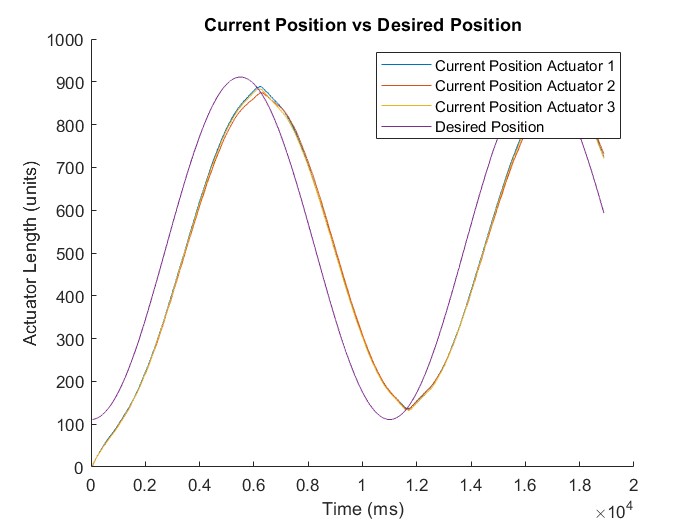 Current Position vs Desired Position
1000
900
800
700
600
500
400
300
200
100
0
Actuator Length (units)
Current Position Actuator 1
Current Position Actuator 2
Current Position Actuator 3
Desired Position
0 0.2 0.4 0.6 0.8 1 1.2 1.4 1.6 1.8 2
Time (ms)
×10⁴